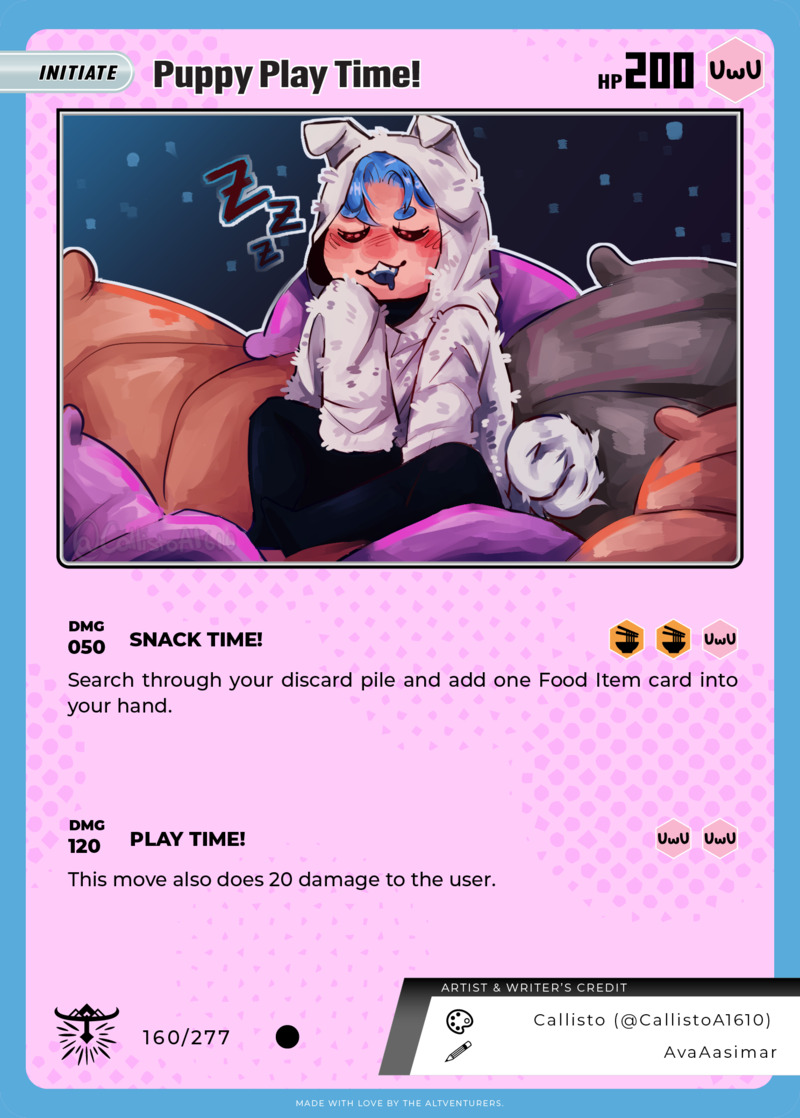 INITIATE
Puppy Play Time!
HP 200 UwU
Z
Z
Z
@CallistoA1610
DMG
050 SNACK TIME! UwU
Search through your discard pile and add one Food Item card into
your hand.
DMG
120 PLAY TIME! UwU UwU
This move also does 20 damage to the user.
ARTIST & WRITER'S CREDIT
Callisto (@CallistoA1610)
160/277
AvaAasimar
MADE WITH LOVE BY THE ALTVENTURERS.